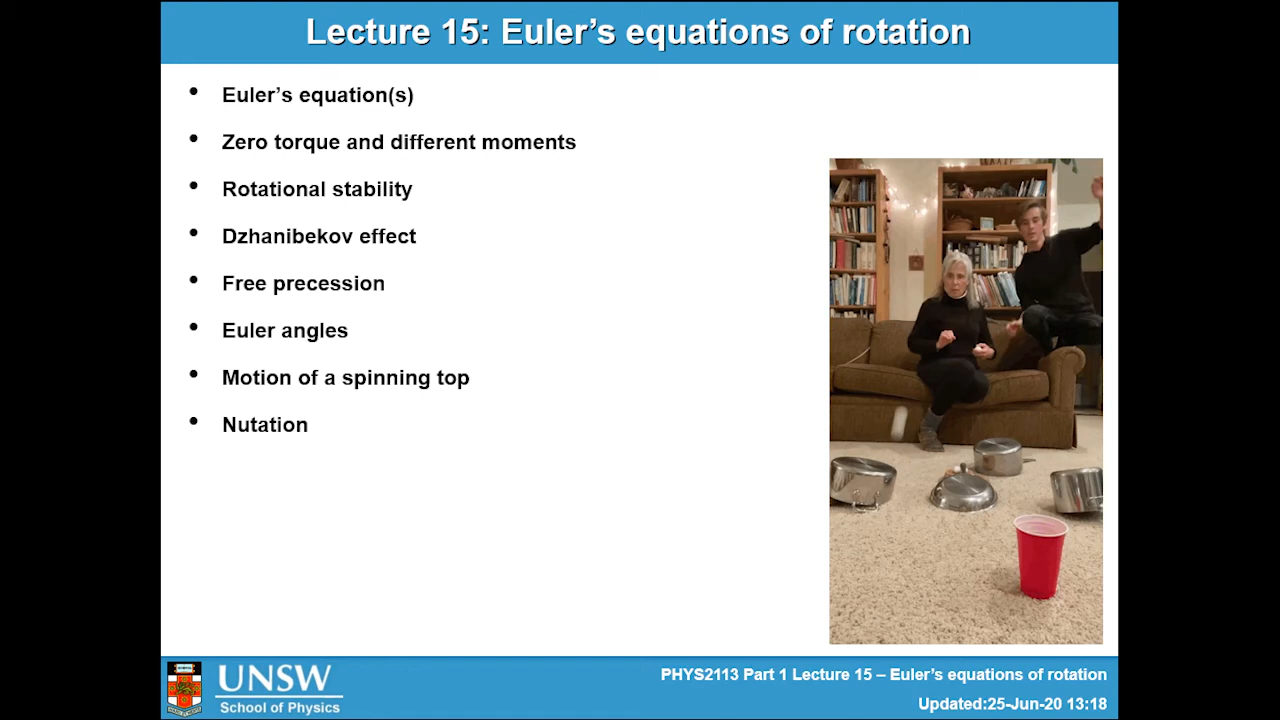 Lecture 15: Euler’s equations of rotation
• Euler’s equation(s)
• Zero torque and different moments
• Rotational stability
• Dzhanibekov effect
• Free precession
• Euler angles
• Motion of a spinning top
• Nutation
UNSW
School of Physics
PHYS2113 Part 1 Lecture 15 – Euler’s equations of rotation
Updated:25-Jun-20 13:18